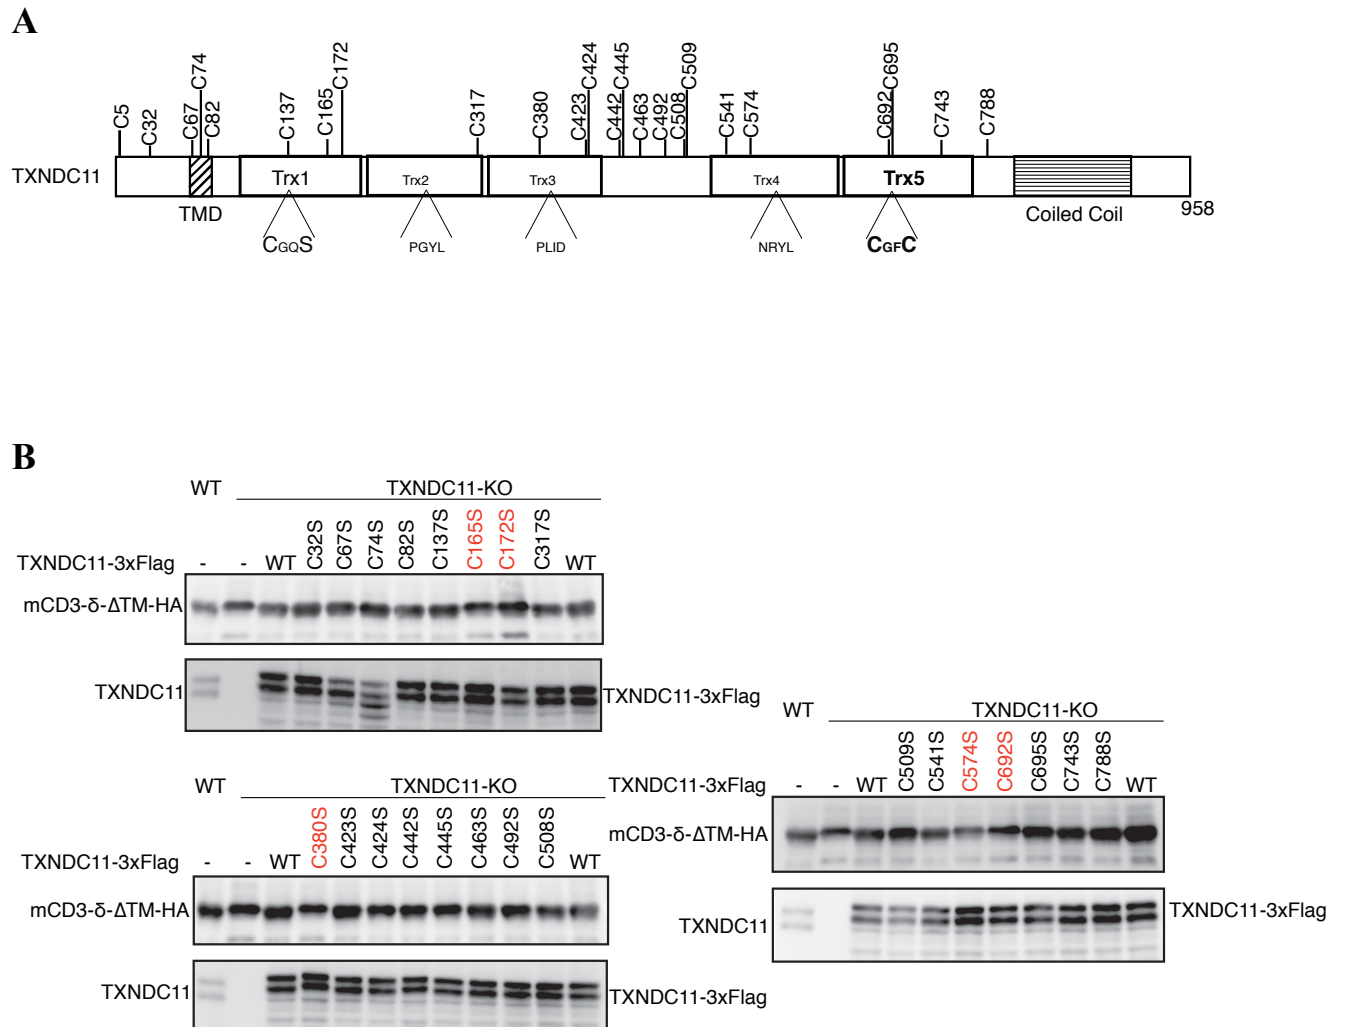 A
C5 C32 C67 C74 C82 C137 C165 C172 C317 C380 C423 C424 C442 C445 C463 C492 C508 C509 C541 C574 C692 C695 C743 C788
TXNDC11 Trx1 Trx2 Trx3 Trx4 Trx5
TMD Coiled Coil 958
CGQS PGYL PLID NRYL CGFC
B
WT TXNDC11-KO
TXNDC11-3xFlag - - WT C32S C67S C74S C82S C137S C165S C172S C317S WT
mCD3-δ-ΔTM-HA
TXNDC11 TXNDC11-3xFlag
WT TXNDC11-KO
TXNDC11-3xFlag - - WT C380S C423S C424S C442S C445S C463S C492S C508S WT
mCD3-δ-ΔTM-HA
TXNDC11 TXNDC11-3xFlag
WT TXNDC11-KO
TXNDC11-3xFlag - - WT C509S C541S C574S C692S C695S C743S C788S WT
mCD3-δ-ΔTM-HA
TXNDC11 TXNDC11-3xFlag